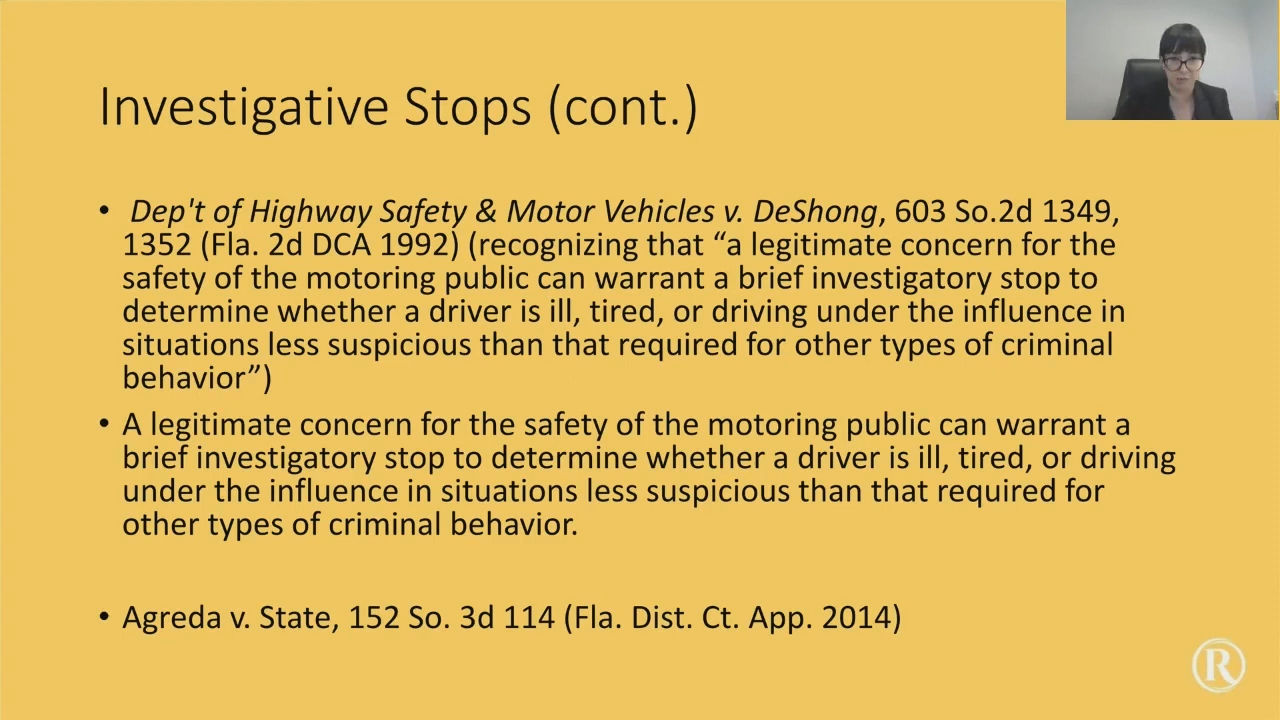 Investigative Stops (cont.)
• Dep't of Highway Safety & Motor Vehicles v. DeShong, 603 So.2d 1349,
1352 (Fla. 2d DCA 1992) (recognizing that “a legitimate concern for the
safety of the motoring public can warrant a brief investigatory stop to
determine whether a driver is ill, tired, or driving under the influence in
situations less suspicious than that required for other types of criminal
behavior”)
• A legitimate concern for the safety of the motoring public can warrant a
brief investigatory stop to determine whether a driver is ill, tired, or driving
under the influence in situations less suspicious than that required for
other types of criminal behavior.
• Agreda v. State, 152 So. 3d 114 (Fla. Dist. Ct. App. 2014)
R